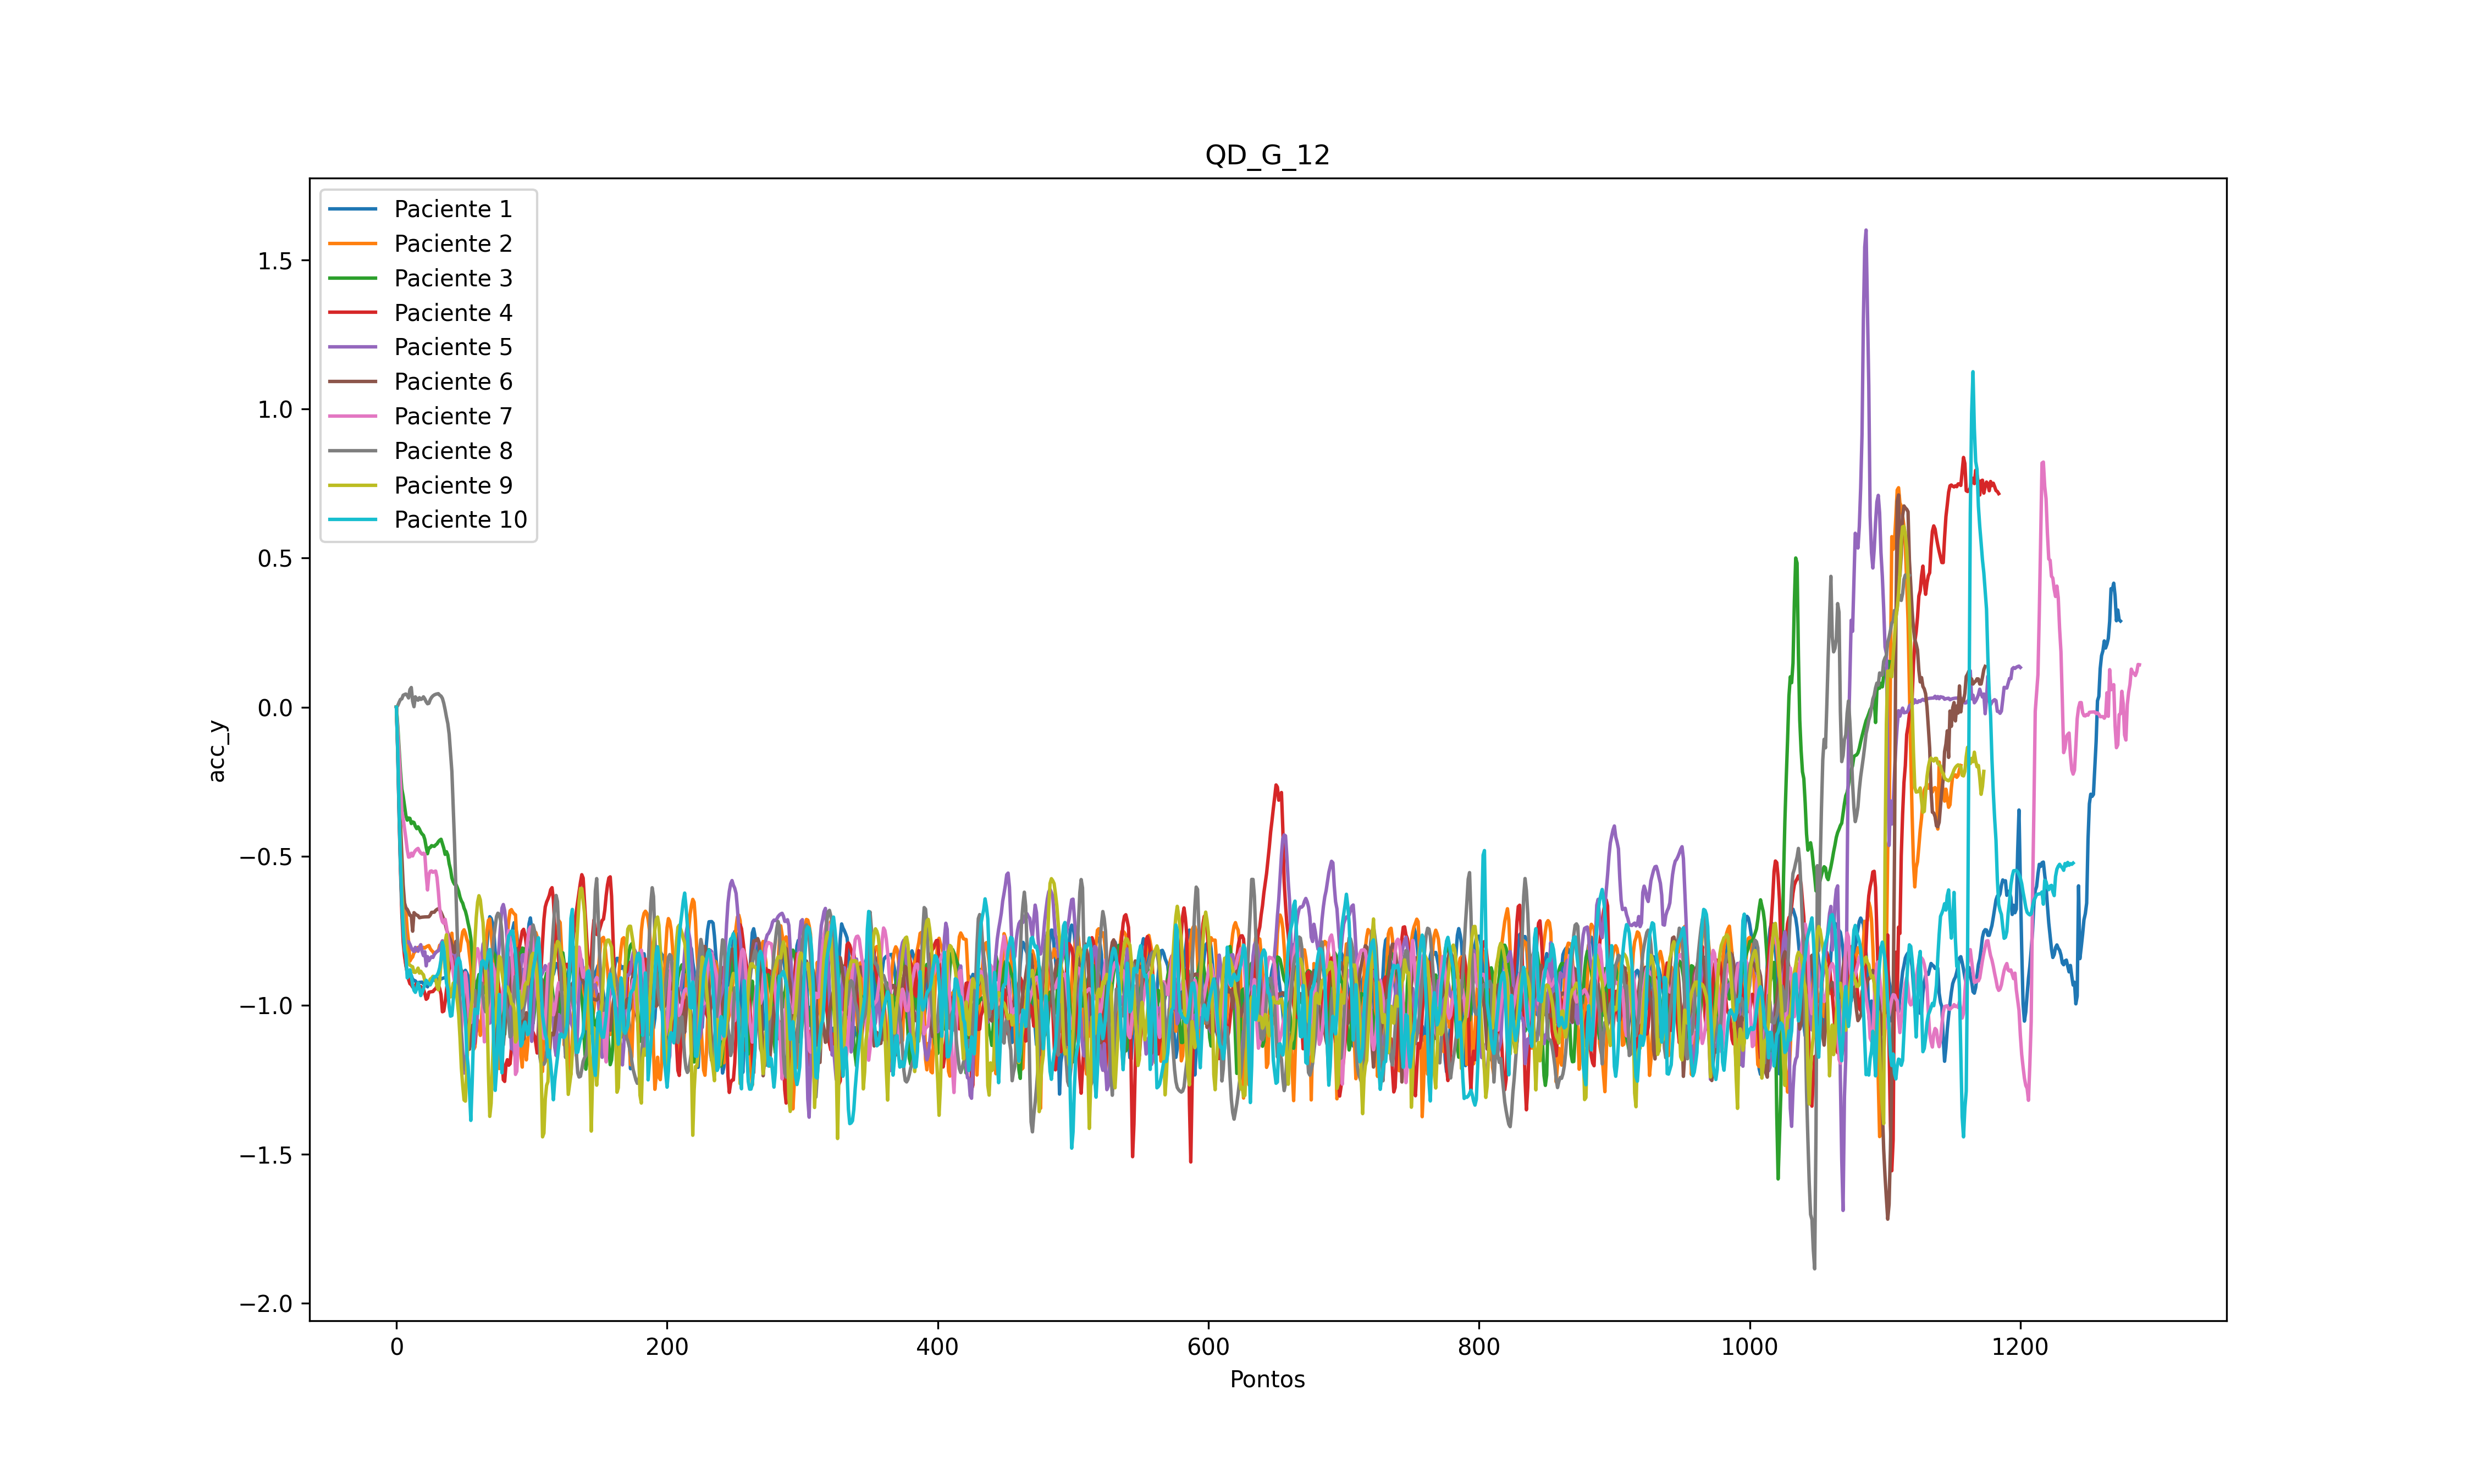 QD_G_12
Paciente 1
Paciente 2
Paciente 3
Paciente 4
Paciente 5
Paciente 6
Paciente 7
Paciente 8
Paciente 9
Paciente 10
1.5
1.0
0.5
0.0
−0.5
−1.0
−1.5
−2.0
acc_y
0 200 400 600 800 1000 1200
Pontos